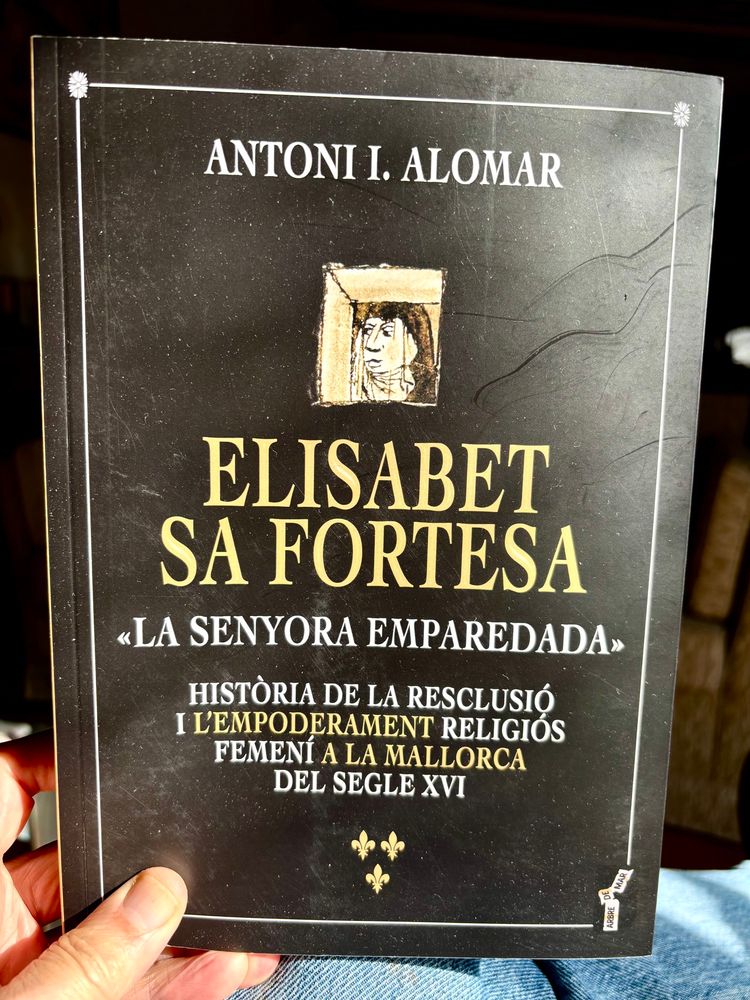 ANTONI I. ALOMAR
ELISABET
SA FORTESA
«LA SENYORA EMPAREDADA»
HISTÒRIA DE LA RESCLUSIÓ
I L'EMPODERAMENT RELIGIÓS
FEMENÍ A LA MALLORCA
DEL SEGLE XVI
ARBRE DE MAR